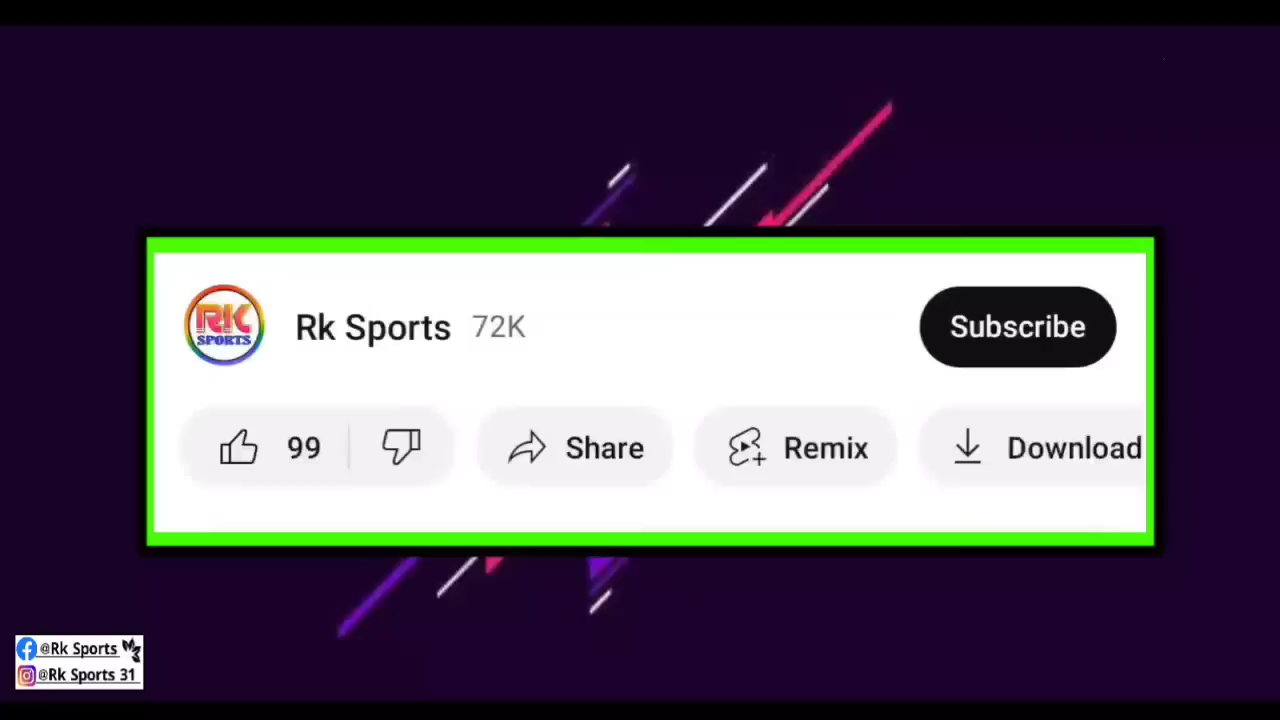 RK
SPORTS
Rk Sports 72K
Subscribe
99
Share
Remix
Download
@Rk Sports
@Rk Sports 31